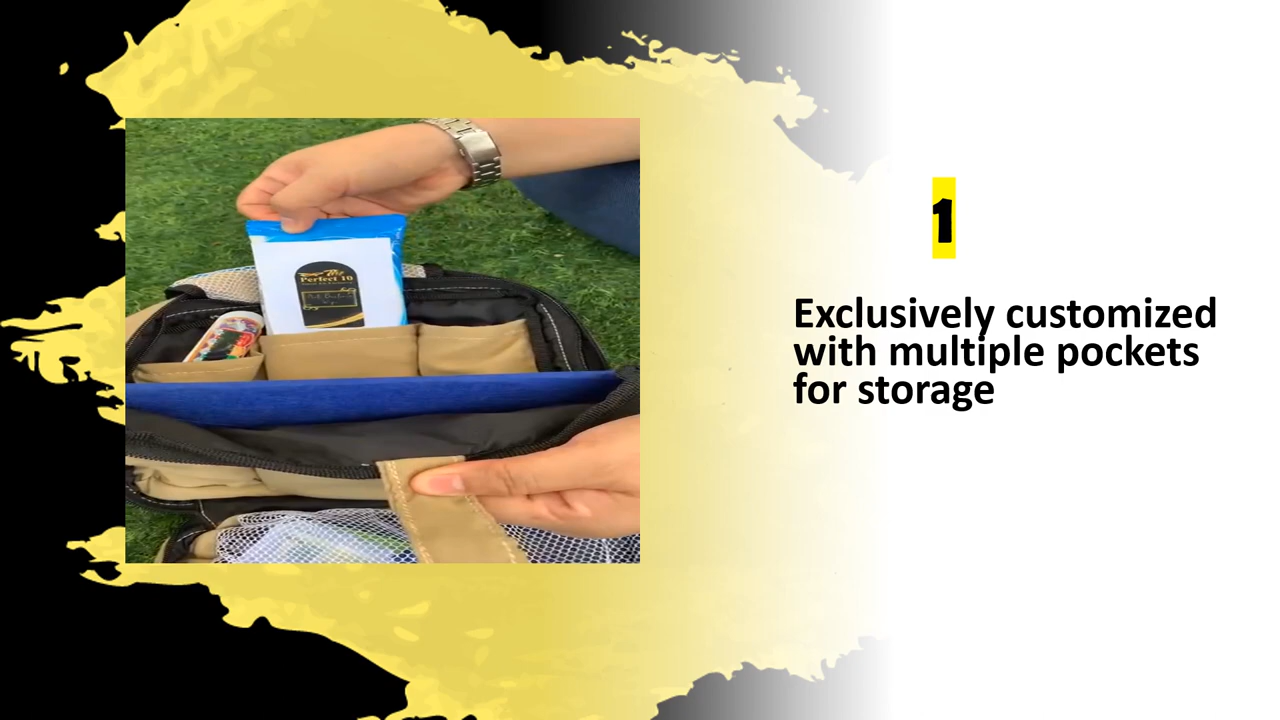 1
Exclusively customized
with multiple pockets
for storage
Perfect 10